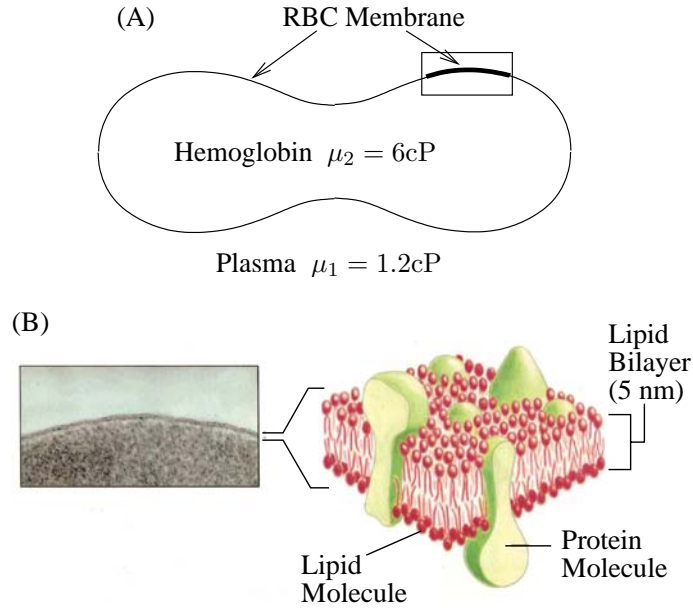 (A)
RBC Membrane
Hemoglobin μ₂ = 6cP
Plasma μ₁ = 1.2cP
(B)
Lipid
Bilayer
(5 nm)
Lipid
Molecule
Protein
Molecule